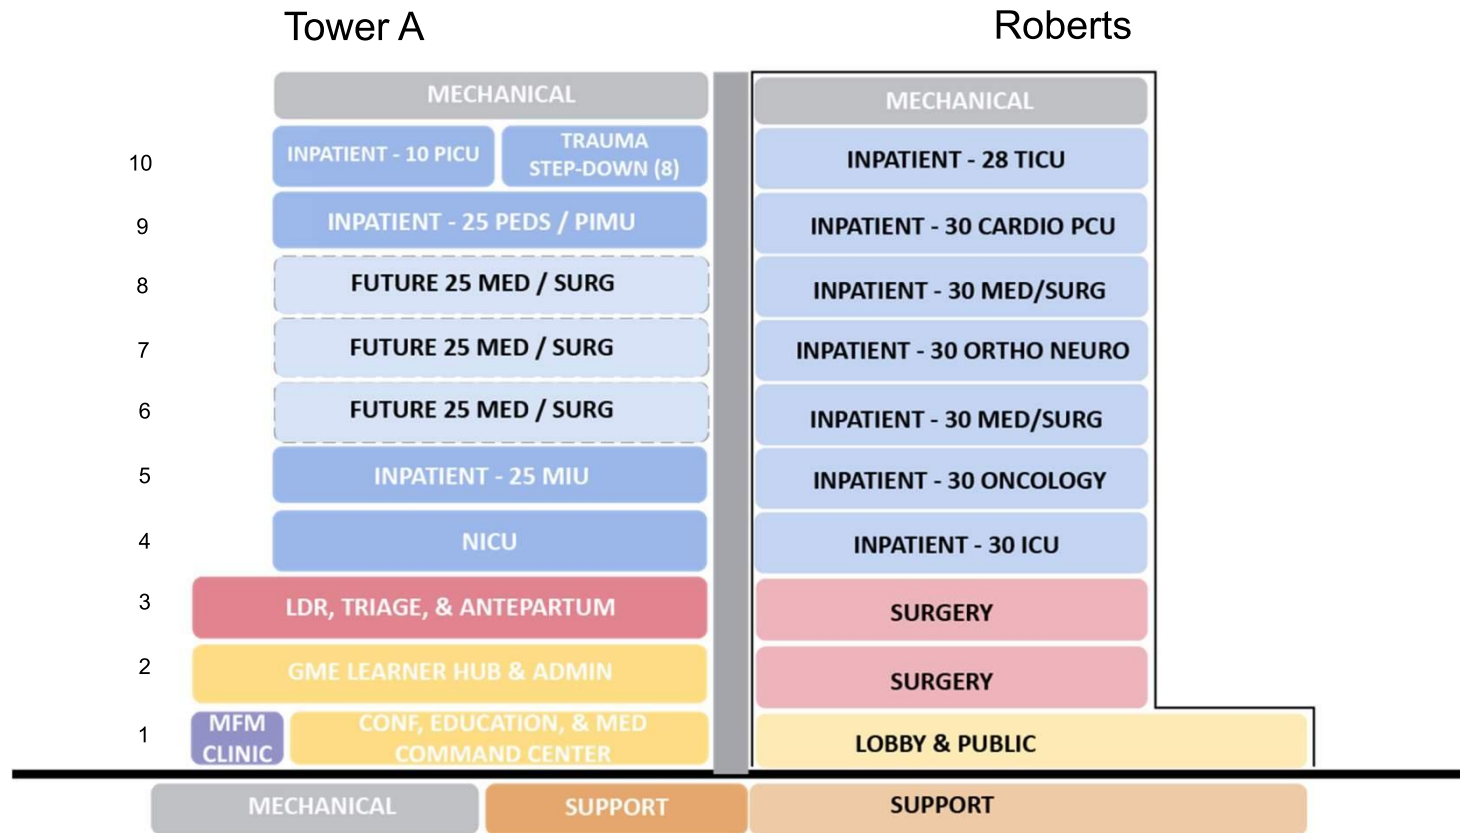 Tower A
Roberts
MECHANICAL
MECHANICAL
10
INPATIENT - 10 PICU
TRAUMA
STEP-DOWN (8)
INPATIENT - 28 TICU
9
INPATIENT - 25 PEDS / PIMU
INPATIENT - 30 CARDIO PCU
8
FUTURE 25 MED / SURG
INPATIENT - 30 MED/SURG
7
FUTURE 25 MED / SURG
INPATIENT - 30 ORTHO NEURO
6
FUTURE 25 MED / SURG
INPATIENT - 30 MED/SURG
5
INPATIENT - 25 MIU
INPATIENT - 30 ONCOLOGY
4
NICU
INPATIENT - 30 ICU
3
LDR, TRIAGE, & ANTEPARTUM
SURGERY
2
GME LEARNER HUB & ADMIN
SURGERY
1
MFM
CLINIC
CONF, EDUCATION, & MED
COMMAND CENTER
LOBBY & PUBLIC
MECHANICAL
SUPPORT
SUPPORT